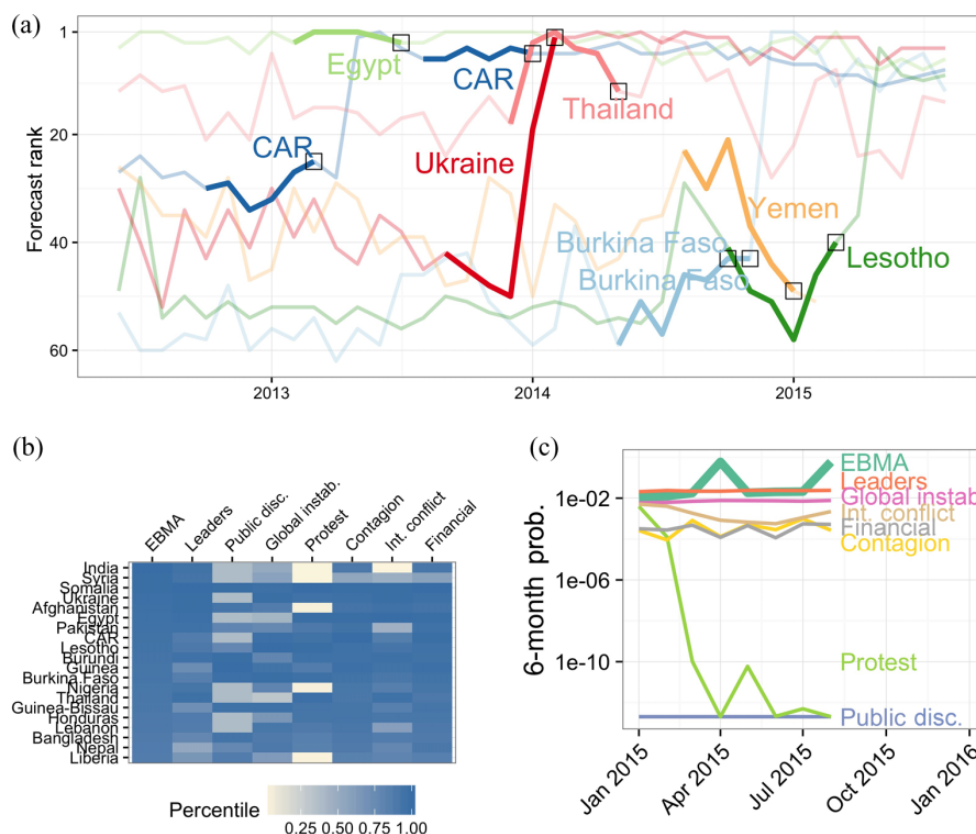 (a)
Forecast rank
1
20
40
60
Egypt
CAR
CAR
Ukraine
Thailand
Yemen
Burkina Faso
Burkina Faso
Lesotho
2013
2014
2015
(b)
EBMA
Leaders
Public disc.
Global instab.
Protest
Contagion
Int. conflict
Financial
India
Syria
Somalia
Ukraine
Afghanistan
Egypt
Pakistan
CAR
Lesotho
Burundi
Guinea
Burkina Faso
Nigeria
Thailand
Guinea-Bissau
Honduras
Lebanon
Bangladesh
Nepal
Liberia
Percentile
0.25 0.50 0.75 1.00
(c)
6-month prob.
1e-02
1e-06
1e-10
EBMA
Leaders
Global instab.
Int. conflict
Financial
Contagion
Protest
Public disc.
Jan 2015
Apr 2015
Jul 2015
Oct 2015
Jan 2016